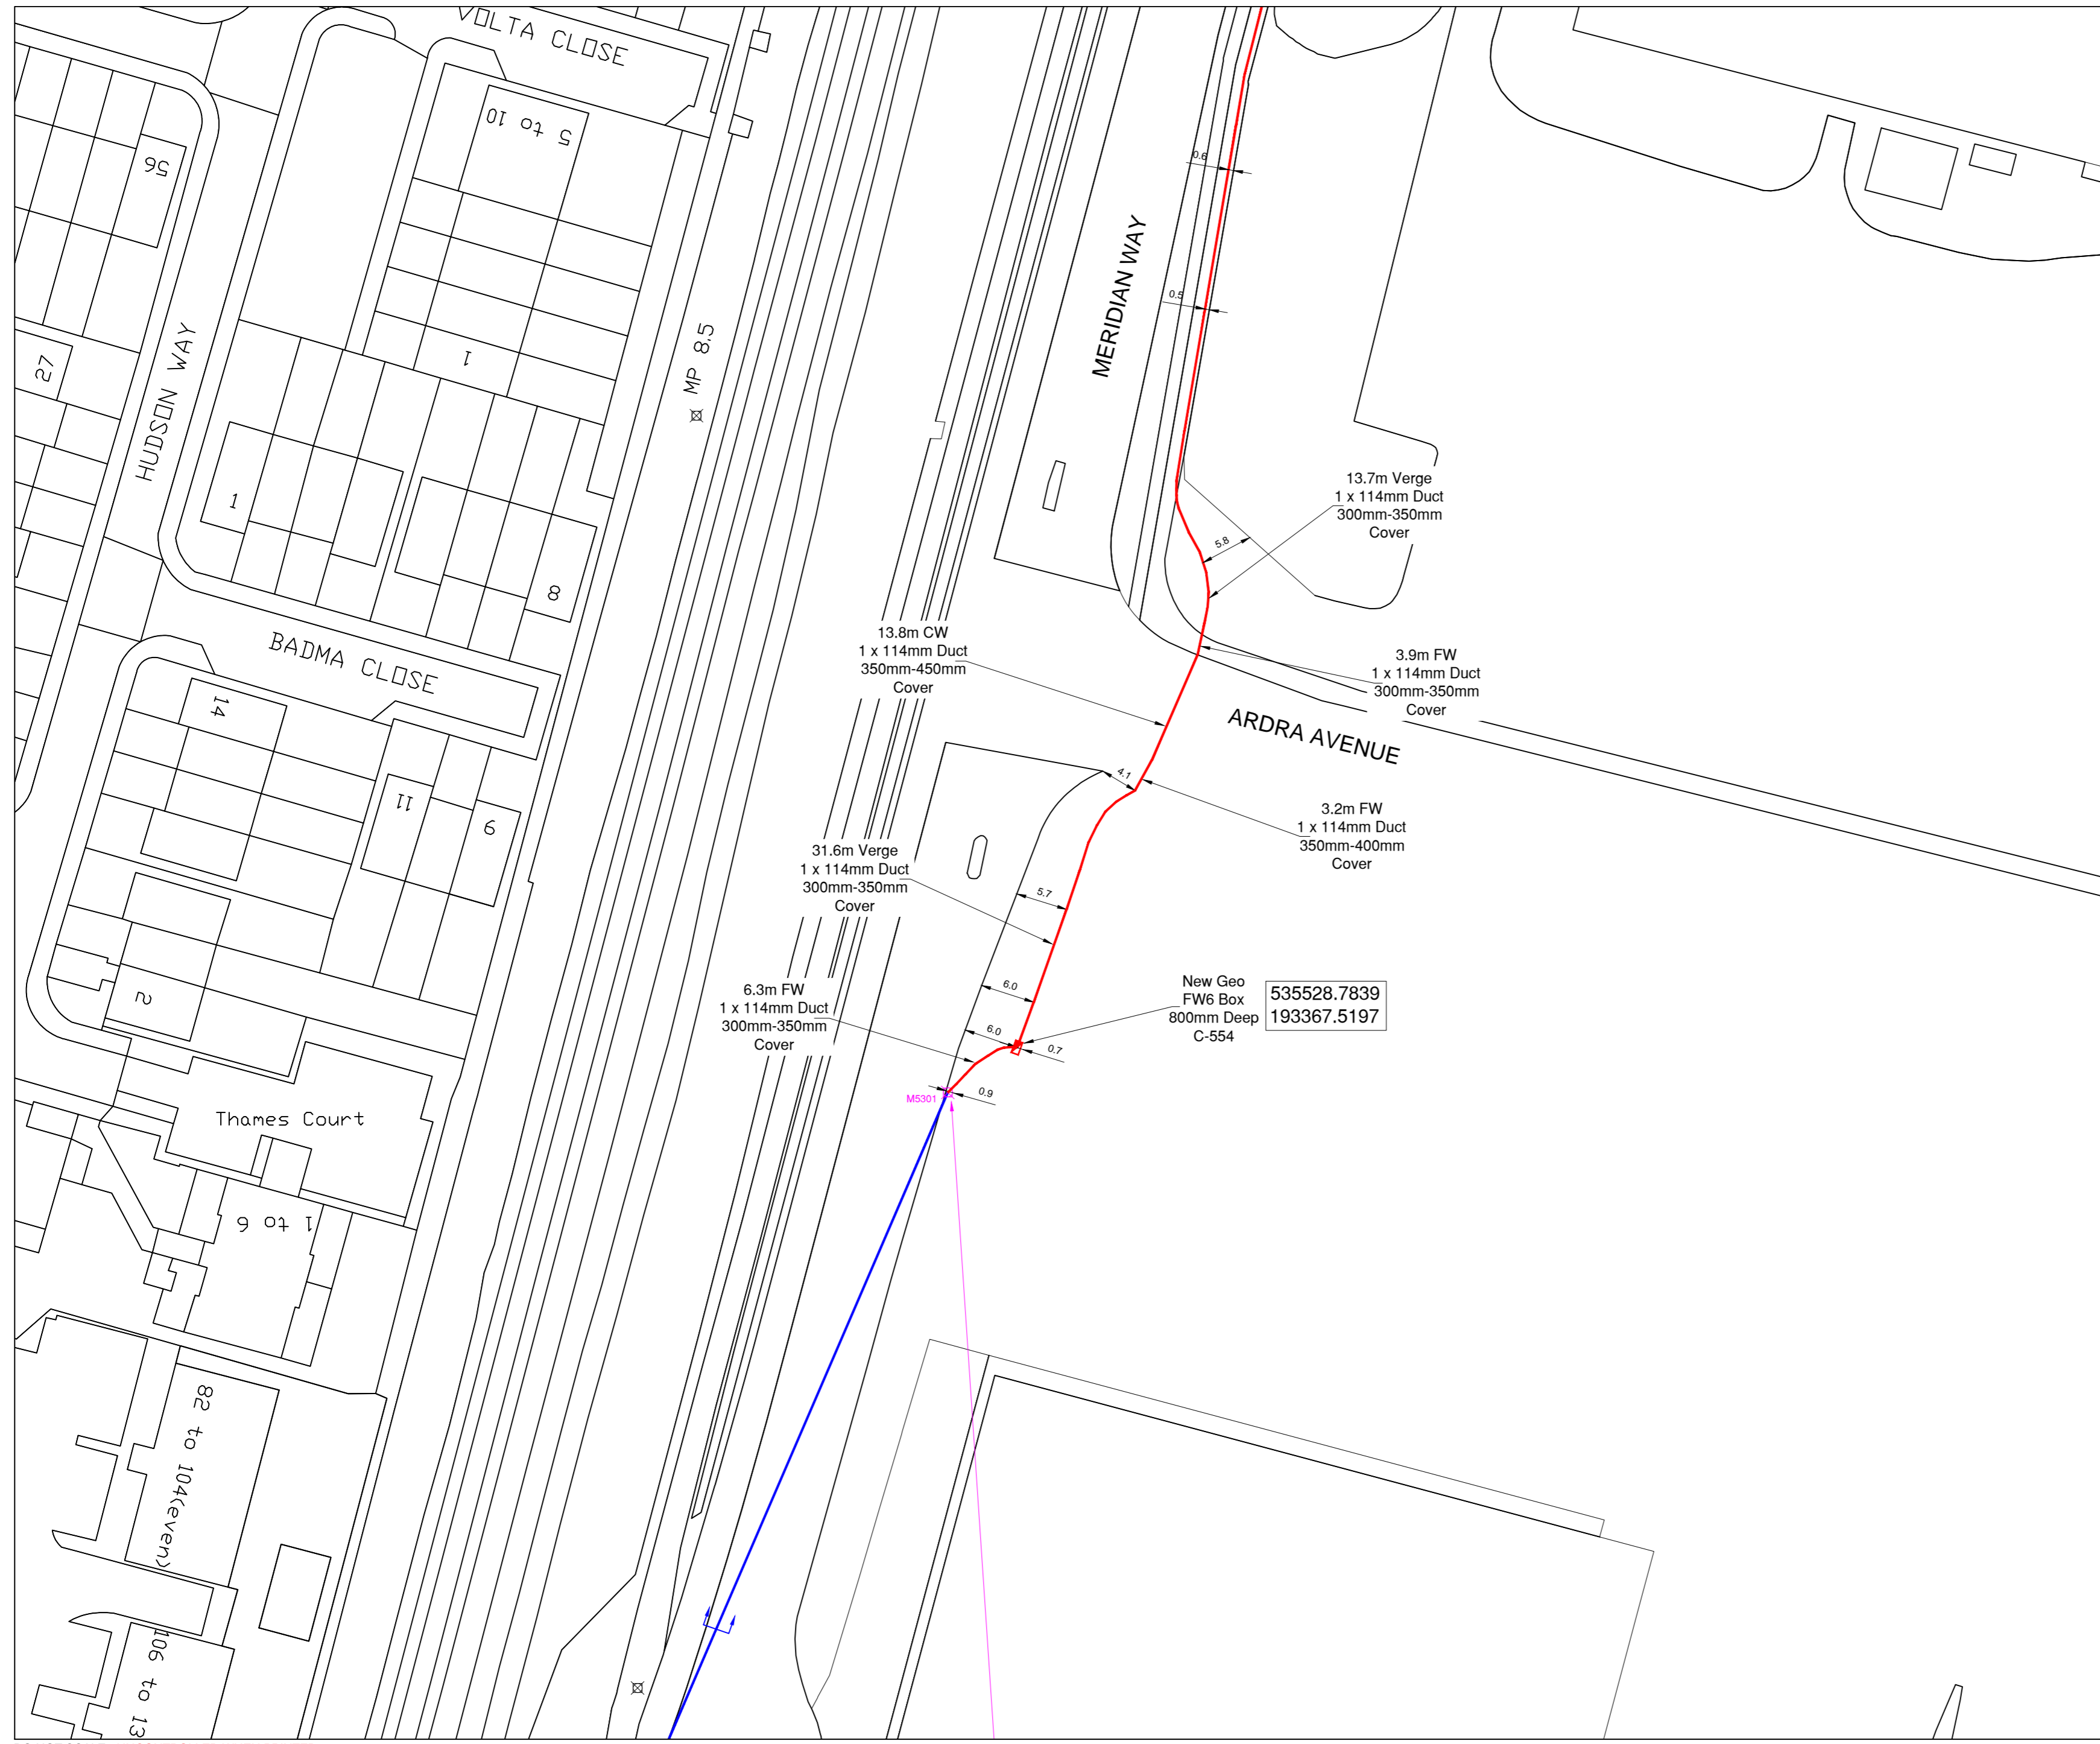 VOLTA CLOSE
5 to 10
56
0.6
MERIDIAN WAY
0.5
HUDSON WAY
27
MP 8.5
1
1
8
13.7m Verge
1 x 114mm Duct
300mm-350mm
Cover
5.8
BADMA CLOSE
13.8m CW
1 x 114mm Duct
350mm-450mm
Cover
3.9m FW
1 x 114mm Duct
300mm-350mm
Cover
14
ARDRA AVENUE
4.1
11
9
3.2m FW
1 x 114mm Duct
350mm-400mm
Cover
31.6m Verge
1 x 114mm Duct
300mm-350mm
Cover
5.7
2
6.3m FW
1 x 114mm Duct
300mm-350mm
Cover
6.0
6.0
New Geo
FW6 Box
800mm Deep
C-554
535528.7839
193367.5197
0.7
0.9
M5301
Thames Court
1 to 6
82 to 104(even)
106 to 13